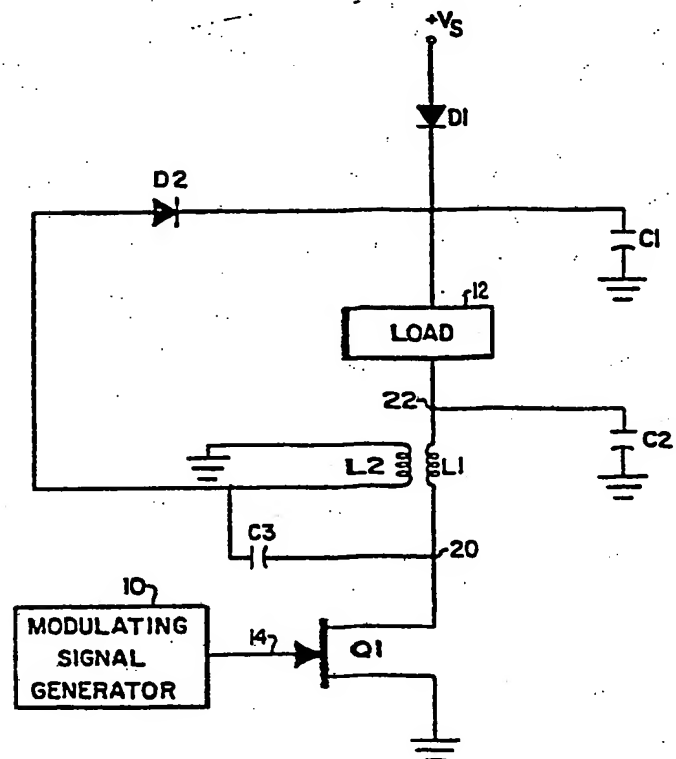 +VS
D1
D2
C1
12
LOAD
22
C2
L2 L1
C3
20
10
MODULATING
SIGNAL
GENERATOR
14
Q1